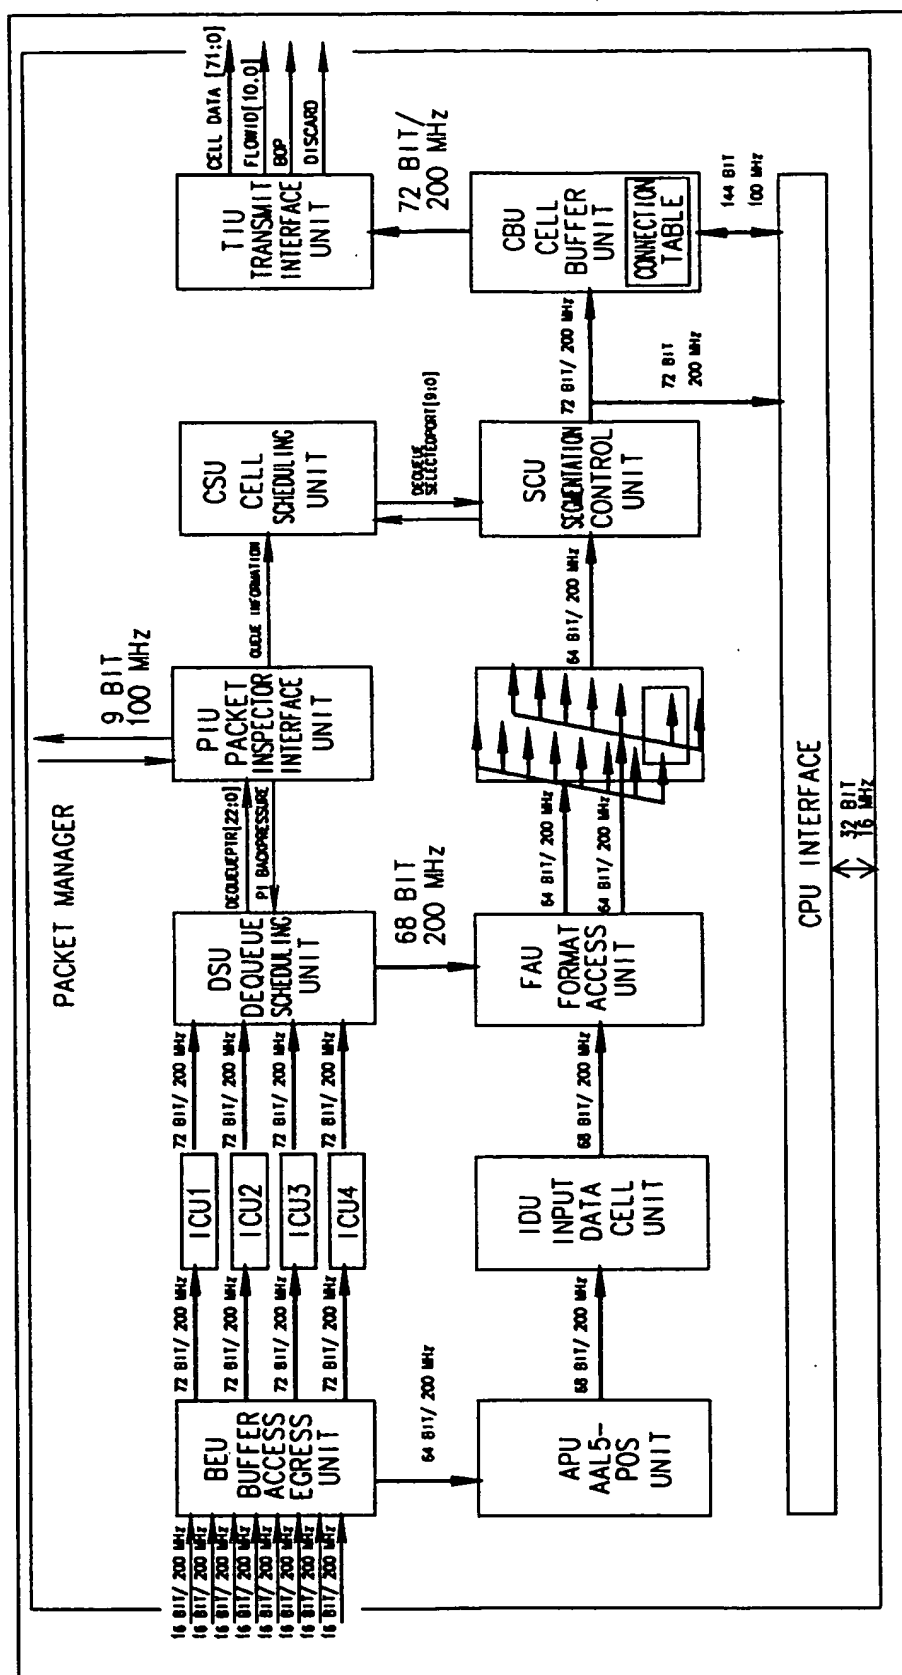 PACKET MANAGER
9 BIT
100 MHz
16 BIT/ 200 MHz
16 BIT/ 200 MHz
16 BIT/ 200 MHz
16 BIT/ 200 MHz
16 BIT/ 200 MHz
16 BIT/ 200 MHz
16 BIT/ 200 MHz
16 BIT/ 200 MHz
BEU
BUFFER
ACCESS
EGRESS
UNIT
72 BIT/ 200 MHz
72 BIT/ 200 MHz
72 BIT/ 200 MHz
72 BIT/ 200 MHz
ICU1
ICU2
ICU3
ICU4
72 BIT/ 200 MHz
72 BIT/ 200 MHz
72 BIT/ 200 MHz
72 BIT/ 200 MHz
DSU
DEQUEUE
SCHEDULING
UNIT
DEQUEUEPTR[22:0]
PI BACKPRESSURE
PIU
PACKET
INSPECTOR
INTERFACE
UNIT
QUEUE INFORMATION
CSU
CELL
SCHEDULING
UNIT
TIU
TRANSMIT
INTERFACE
UNIT
CELL DATA [71:0]
FLOWID[10.0]
BOP
DISCARD
64 BIT/ 200 MHz
68 BIT
200 MHz
DEQUEUE
SELECTEDPORT[9:0]
72 BIT/
200 MHz
APU
AAL5-
POS
UNIT
68 BIT/ 200 MHz
IDU
INPUT
DATA
CELL
UNIT
68 BIT/ 200 MHz
FAU
FORMAT
ACCESS
UNIT
64 BIT/ 200 MHz
64 BIT/ 200 MHz
64 BIT/ 200 MHz
SCU
SEGMENTATION
CONTROL
UNIT
72 BIT/ 200 MHz
72 BIT
200 MHz
CBU
CELL
BUFFER
UNIT
CONNECTION
TABLE
144 BIT
100 MHz
CPU INTERFACE
32 BIT
16 MHz